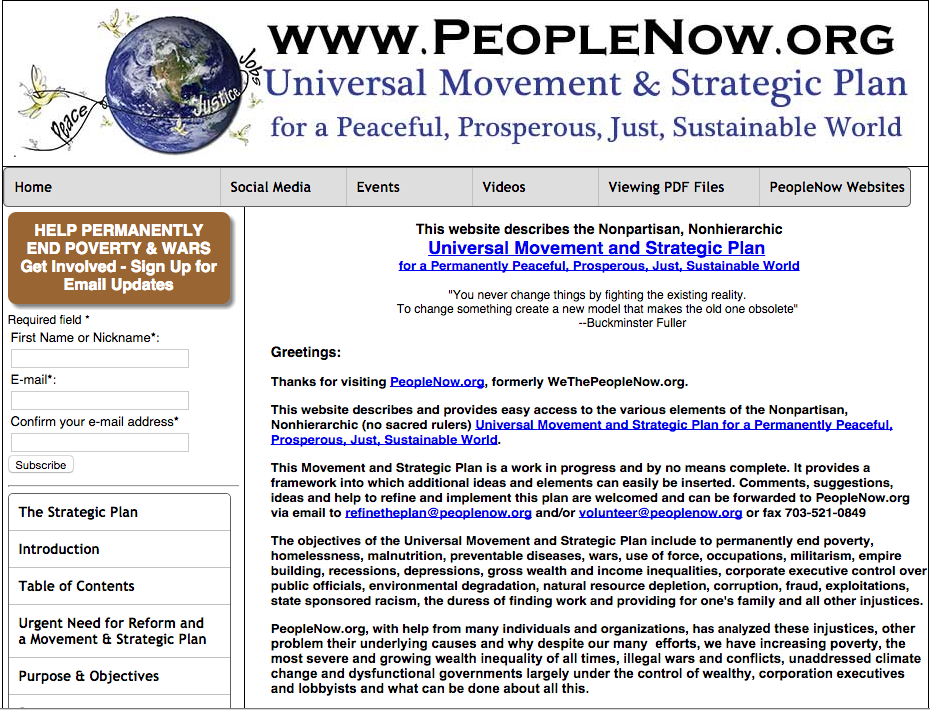 www.PeopleNow.org
Universal Movement & Strategic Plan
for a Peaceful, Prosperous, Just, Sustainable World
Peace
Justice
Jobs
Home
Social Media
Events
Videos
Viewing PDF Files
PeopleNow Websites
HELP PERMANENTLY
END POVERTY & WARS
Get Involved - Sign Up for
Email Updates
Required field *
First Name or Nickname*:
E-mail*:
Confirm your e-mail address*
Subscribe
The Strategic Plan
Introduction
Table of Contents
Urgent Need for Reform and
a Movement & Strategic Plan
Purpose & Objectives
This website describes the Nonpartisan, Nonhierarchic
Universal Movement and Strategic Plan
for a Permanently Peaceful, Prosperous, Just, Sustainable World
"You never change things by fighting the existing reality.
To change something create a new model that makes the old one obsolete"
--Buckminster Fuller
Greetings:
Thanks for visiting PeopleNow.org, formerly WeThePeopleNow.org.
This website describes and provides easy access to the various elements of the Nonpartisan,
Nonhierarchic (no sacred rulers) Universal Movement and Strategic Plan for a Permanently Peaceful,
Prosperous, Just, Sustainable World.
This Movement and Strategic Plan is a work in progress and by no means complete. It provides a
framework into which additional ideas and elements can easily be inserted. Comments, suggestions,
ideas and help to refine and implement this plan are welcomed and can be forwarded to PeopleNow.org
via email to refinetheplan@peoplenow.org and/or volunteer@peoplenow.org or fax 703-521-0849
The objectives of the Universal Movement and Strategic Plan include to permanently end poverty,
homelessness, malnutrition, preventable diseases, wars, use of force, occupations, militarism, empire
building, recessions, depressions, gross wealth and income inequalities, corporate executive control over
public officials, environmental degradation, natural resource depletion, corruption, fraud, exploitations,
state sponsored racism, the duress of finding work and providing for one's family and all other injustices.
PeopleNow.org, with help from many individuals and organizations, has analyzed these injustices, other
problem their underlying causes and why despite our many efforts, we have increasing poverty, the
most severe and growing wealth inequality of all times, illegal wars and conflicts, unaddressed climate
change and dysfunctional governments largely under the control of wealthy, corporation executives
and lobbyists and what can be done about all this.